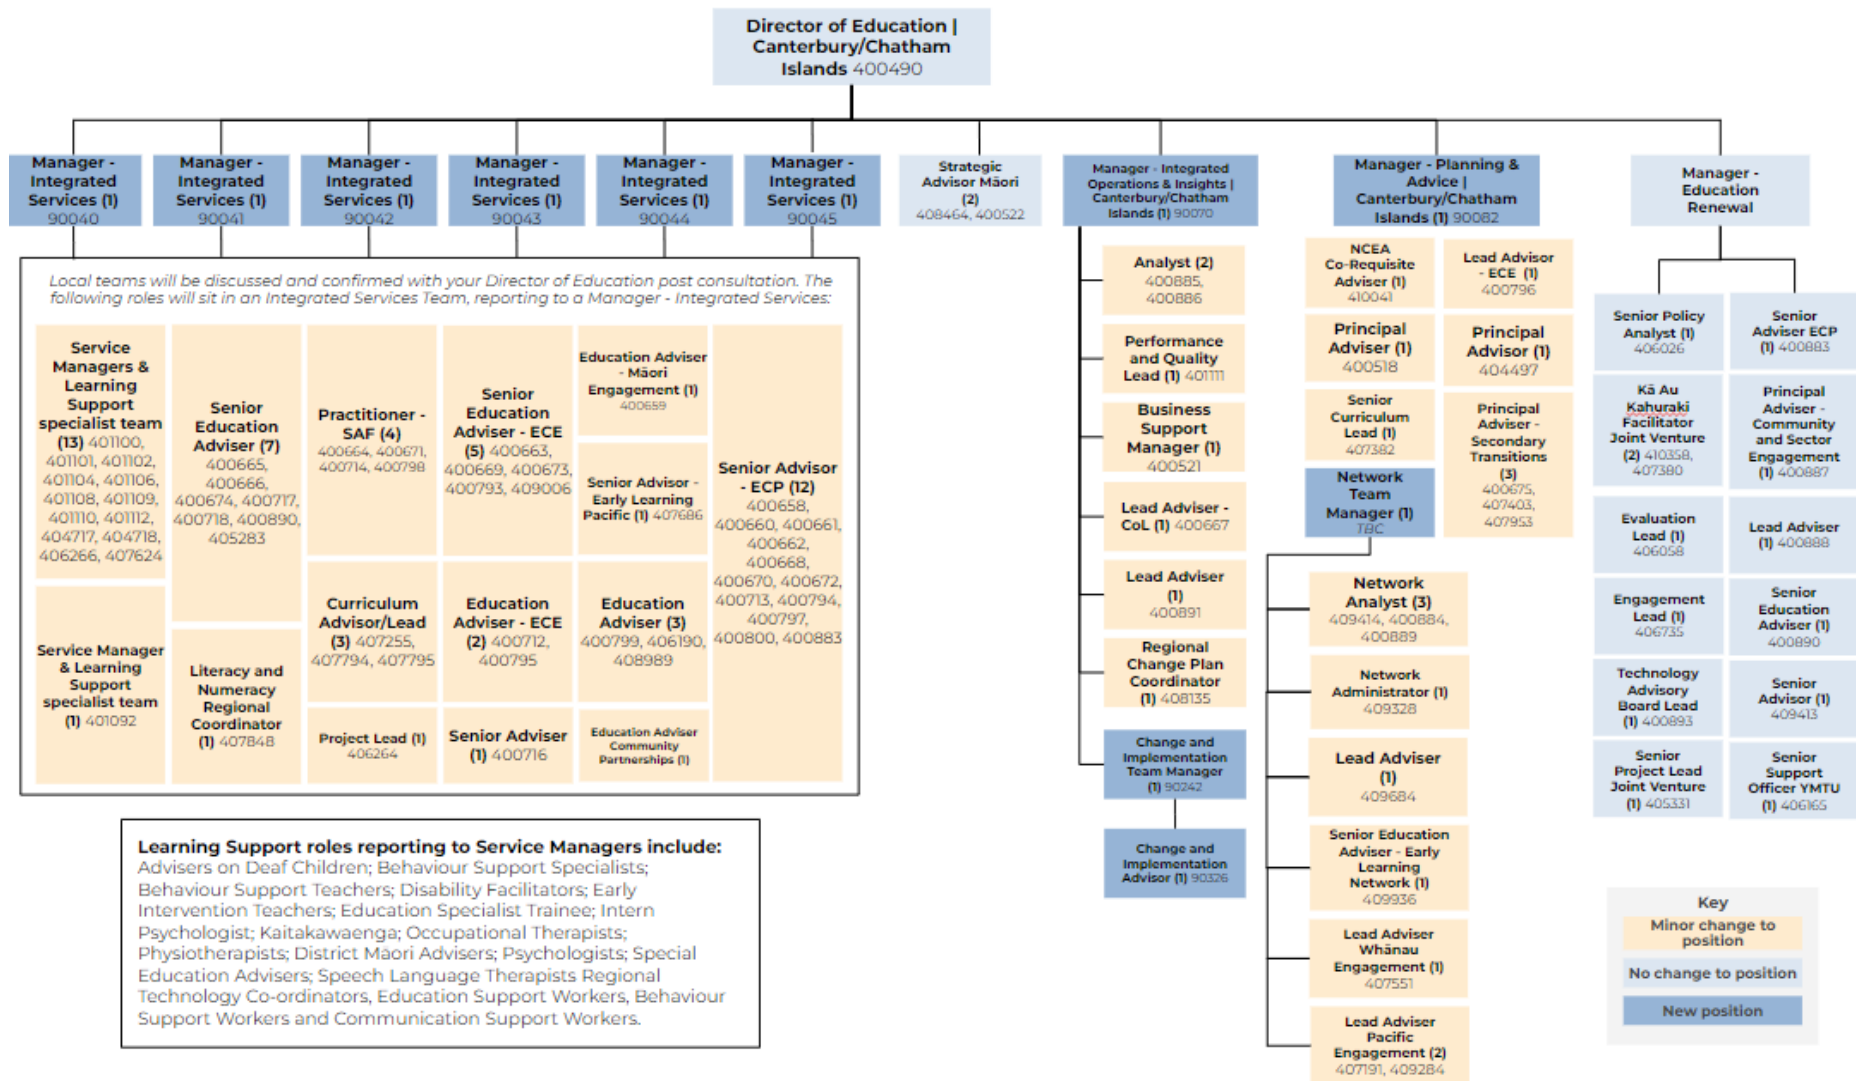 Director of Education |
Canterbury/Chatham
Islands 400490
Manager -
Integrated
Services (1)
90040
Manager -
Integrated
Services (1)
90041
Manager -
Integrated
Services (1)
90042
Manager -
Integrated
Services (1)
90043
Manager -
Integrated
Services (1)
90044
Manager -
Integrated
Services (1)
90045
Strategic
Advisor Māori
(2)
408464, 400522
Manager - Integrated
Operations & Insights |
Canterbury/Chatham
Islands (1) 90070
Manager - Planning &
Advice |
Canterbury/Chatham
Islands (1) 90082
Manager -
Education
Renewal
Local teams will be discussed and confirmed with your Director of Education post consultation. The
following roles will sit in an Integrated Services Team, reporting to a Manager - Integrated Services:
Service
Managers &
Learning
Support
specialist team
(13) 401100,
401101, 401102,
401104, 401106,
401108, 401109,
401110, 401112,
404717, 404718,
406266, 407624
Service Manager
& Learning
Support
specialist team
(1) 401092
Senior
Education
Adviser (7)
400665,
400666,
400674, 400717,
400718, 400890,
405283
Literacy and
Numeracy
Regional
Coordinator
(1) 407848
Practitioner -
SAF (4)
400664, 400671,
400714, 400798
Curriculum
Advisor/Lead
(3) 407255,
407794, 407795
Project Lead (1)
406264
Senior
Education
Adviser - ECE
(5) 400663,
400669, 400673,
400793, 409006
Education
Adviser - ECE
(2) 400712,
400795
Senior Adviser
(1) 400716
Education Adviser
- Māori
Engagement (1)
400659
Senior Advisor -
Early Learning
Pacific (1) 407686
Education
Adviser (3)
400799, 406190,
408989
Education Adviser
Community
Partnerships (1)
Senior Advisor
- ECP (12)
400658,
400660, 400661,
400662,
400668,
400670, 400672,
400713, 400794,
400797,
400800, 400883
Analyst (2)
400885,
400886
Performance
and Quality
Lead (1) 401111
Business
Support
Manager (1)
400521
Lead Adviser -
CoL (1) 400667
Lead Adviser
(1)
400891
Regional
Change Plan
Coordinator
(1) 408135
Change and
Implementation
Team Manager
(1) 90242
Change and
Implementation
Advisor (1) 90326
NCEA
Co-Requisite
Adviser (1)
410041
Lead Advisor
- ECE (1)
400796
Principal
Adviser (1)
400518
Principal
Advisor (1)
404497
Senior
Curriculum
Lead (1)
407382
Principal
Adviser -
Secondary
Transitions
(3)
400675,
407403,
407953
Network
Team
Manager (1)
TBC
Network
Analyst (3)
409414, 400884,
400889
Network
Administrator (1)
409328
Lead Adviser
(1)
409684
Senior Education
Adviser - Early
Learning
Network (1)
409936
Lead Adviser
Whānau
Engagement (1)
407551
Lead Adviser
Pacific
Engagement (2)
407191, 409284
Senior Policy
Analyst (1)
406026
Senior
Adviser ECP
(1) 400883
Kā Au
Kahuraki
Facilitator
Joint Venture
(2) 410358,
407380
Principal
Adviser -
Community
and Sector
Engagement
(1) 400887
Evaluation
Lead (1)
406058
Lead Adviser
(1) 400888
Engagement
Lead (1)
406735
Senior
Education
Adviser (1)
400890
Technology
Advisory
Board Lead
(1) 400893
Senior
Advisor (1)
409413
Senior
Project Lead
Joint Venture
(1) 405331
Senior
Support
Officer YMTU
(1) 406165
Learning Support roles reporting to Service Managers include:
Advisers on Deaf Children; Behaviour Support Specialists;
Behaviour Support Teachers; Disability Facilitators; Early
Intervention Teachers; Education Specialist Trainee; Intern
Psychologist; Kaitakawaenga; Occupational Therapists;
Physiotherapists; District Maori Advisers; Psychologists; Special
Education Advisers; Speech Language Therapists Regional
Technology Co-ordinators, Education Support Workers, Behaviour
Support Workers and Communication Support Workers.
Key
Minor change to
position
No change to position
New position